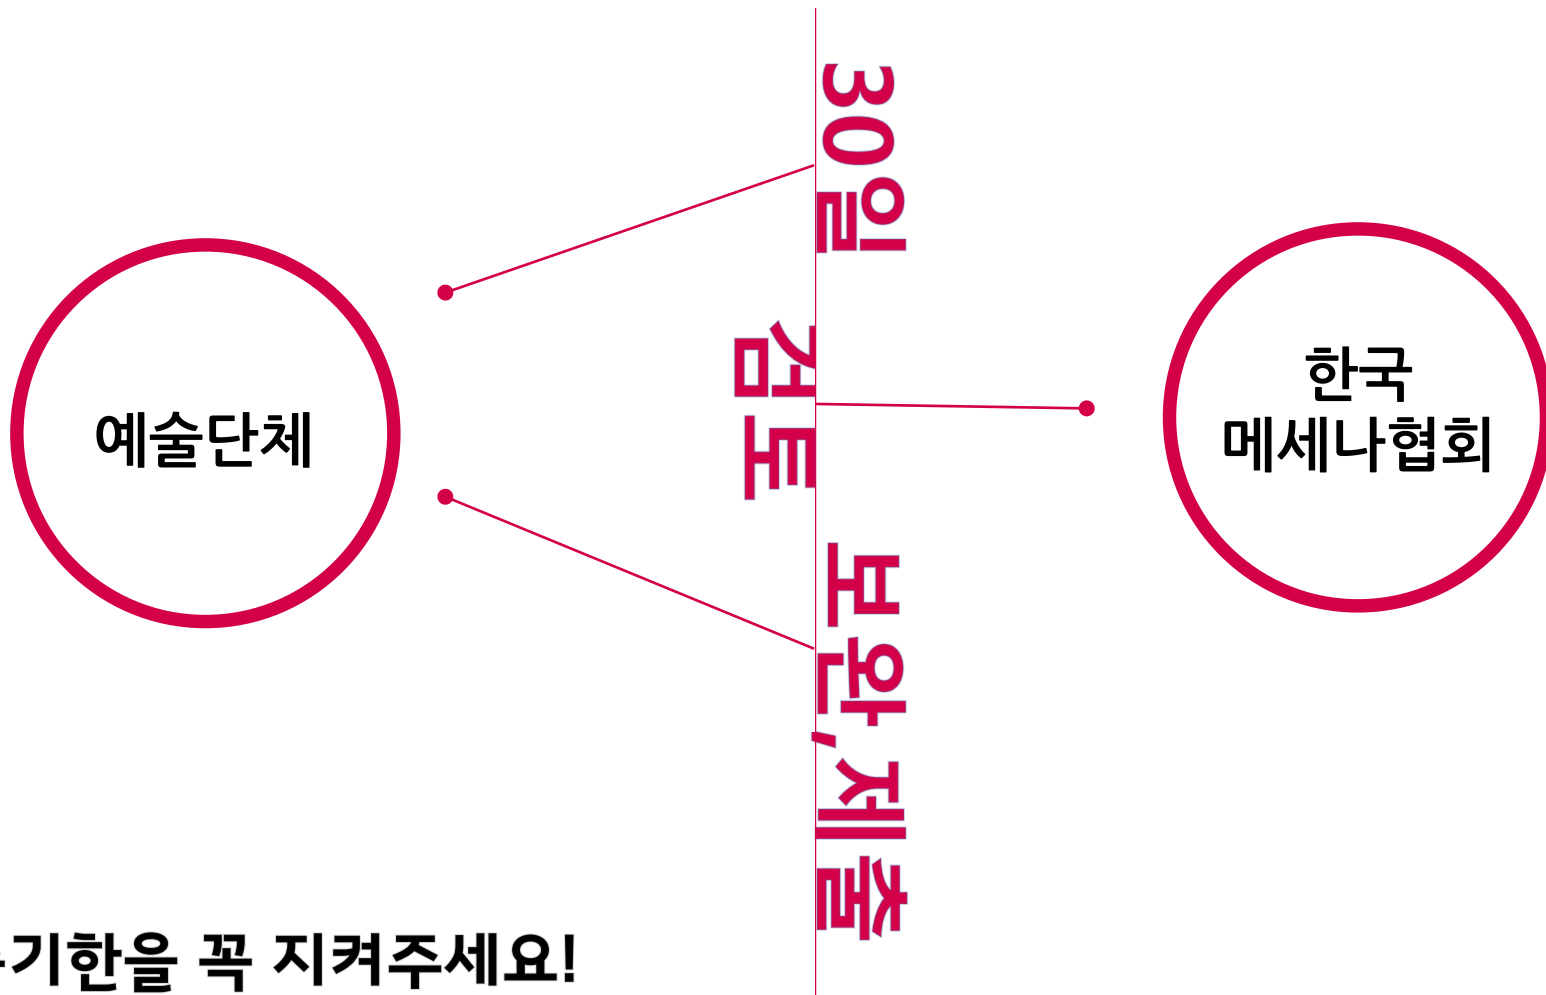 30일
검토
보완,제출
예술단체
한국
메세나협회
기한을 꼭 지켜주세요!